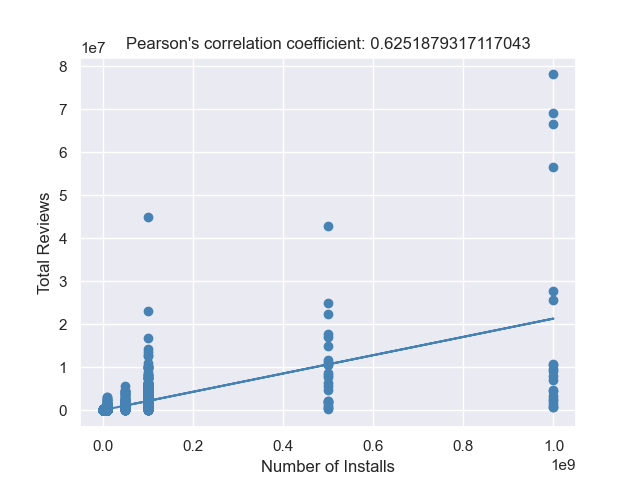 Pearson's correlation coefficient: 0.6251879317117043
1e7
8
7
6
5
4
3
2
1
0
Total Reviews
0.0 0.2 0.4 0.6 0.8 1.0
1e9
Number of Installs